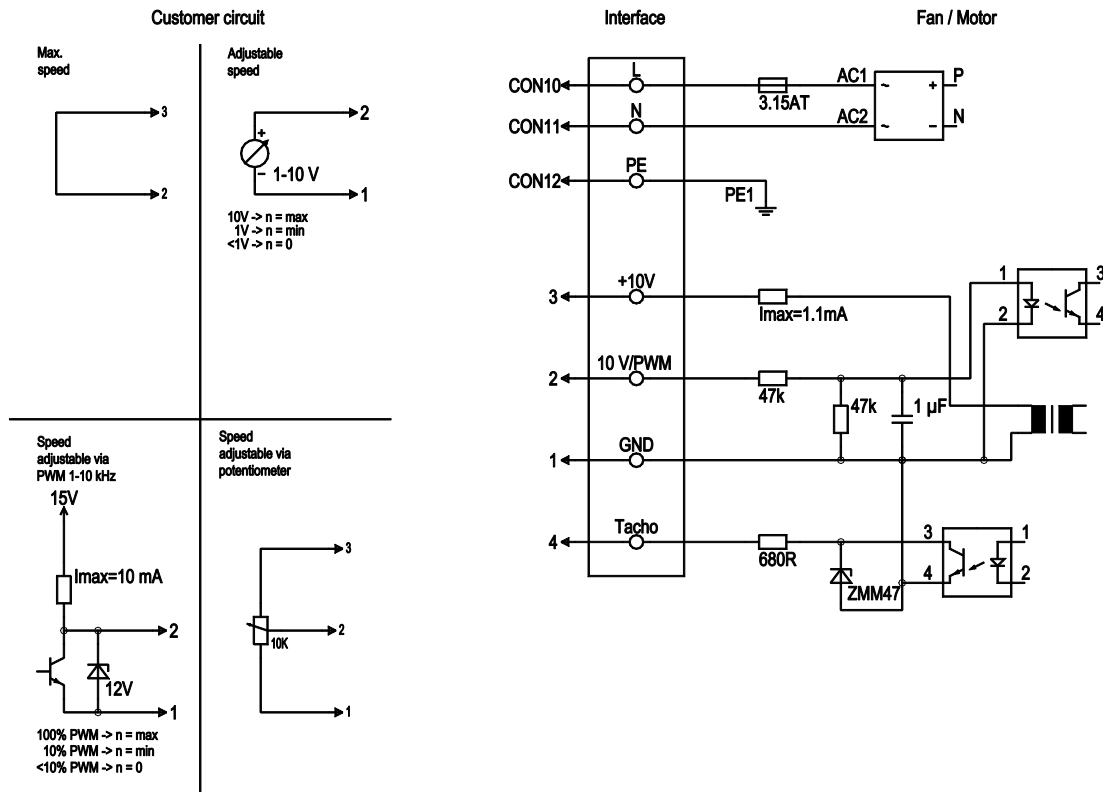 Customer circuit
Interface
Fan / Motor
Max.
speed
3
2
Adjustable
speed
2
+
–
1-10 V
1
10V -> n = max
1V -> n = min
<1V -> n = 0
Speed
adjustable via
PWM 1-10 kHz
15V
Imax=10 mA
2
12V
1
100% PWM -> n = max
10% PWM -> n = min
<10% PWM -> n = 0
Speed
adjustable via
potentiometer
3
2
10K
1
CON10
L
3.15AT
AC1
~
+
P
CON11
N
AC2
~
–
N
CON12
PE
PE1
3
+10V
Imax=1.1mA
1
2
3
4
2
10 V/PWM
47k
47k
1 µF
1
GND
4
Tacho
680R
ZMM47
3
4
1
2